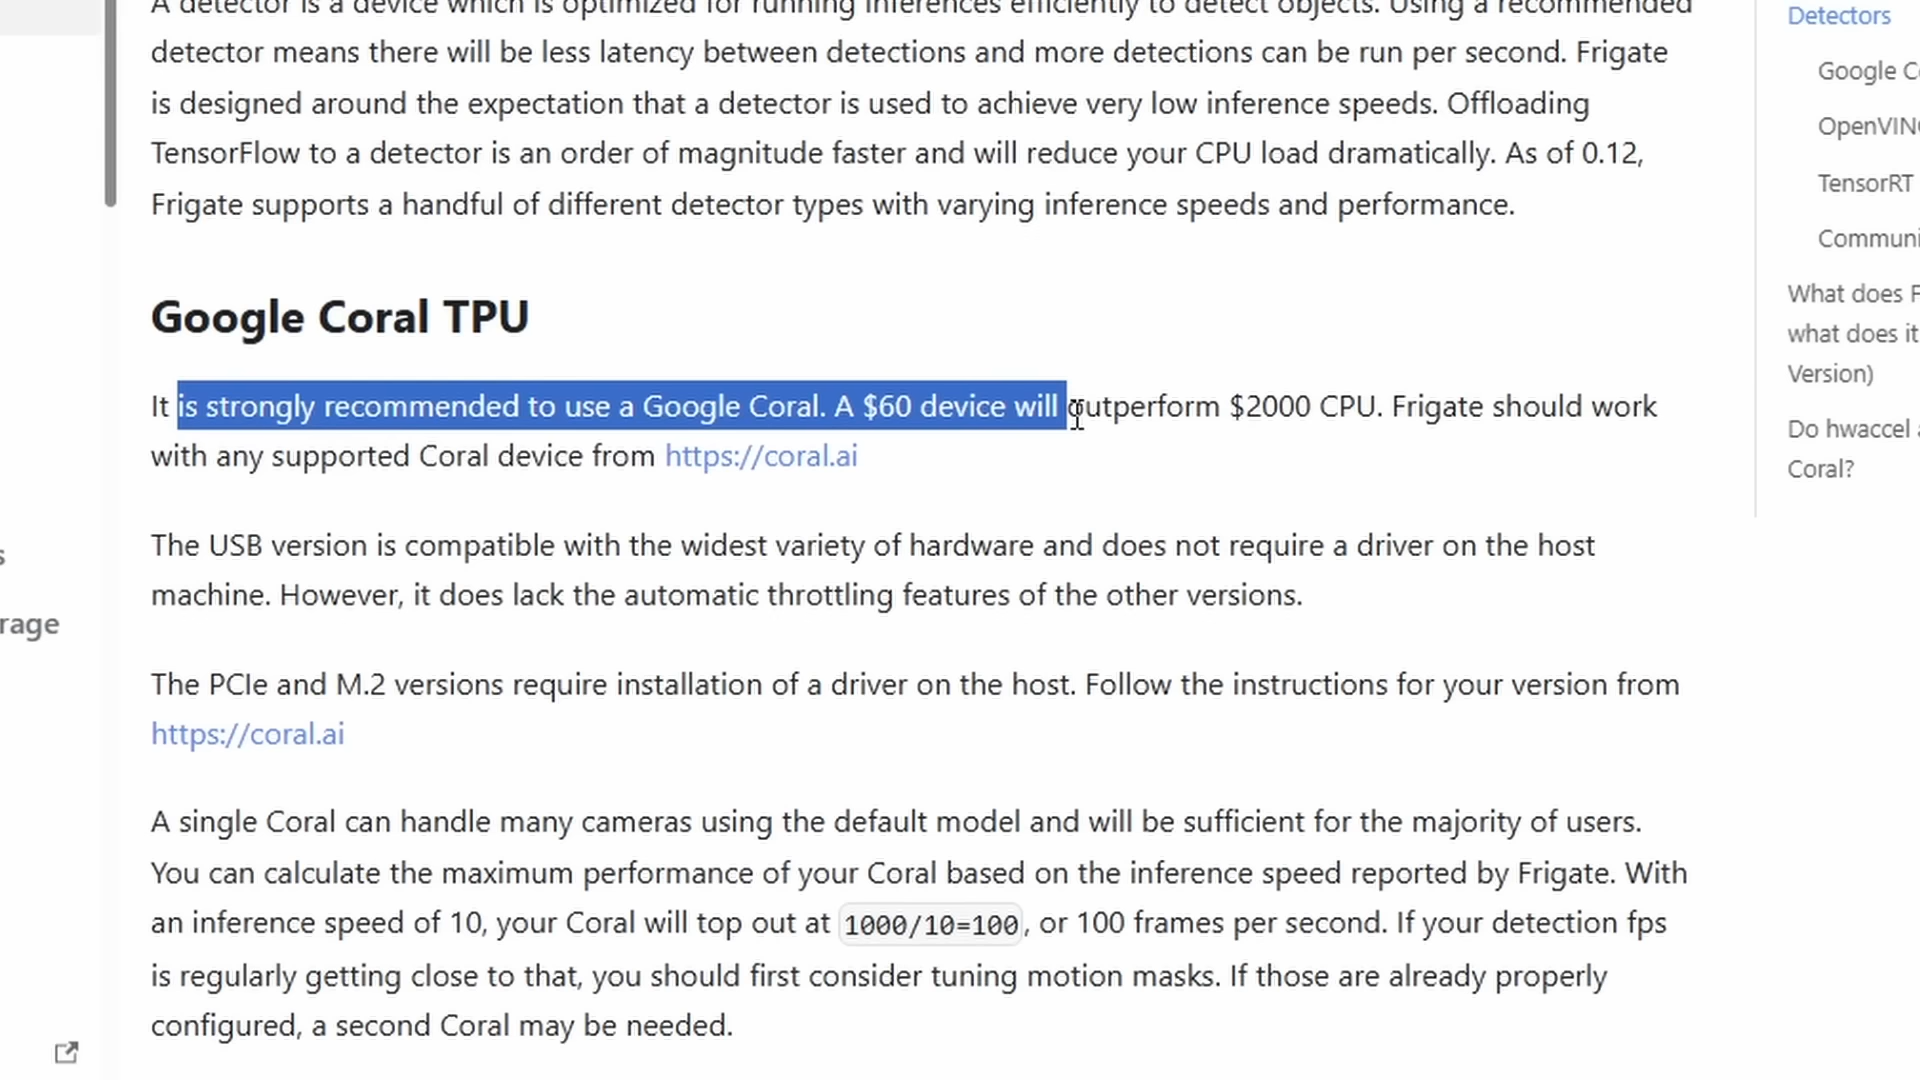 A detector is a device which is optimized for running inferences efficiently to detect objects. Using a recommended
detector means there will be less latency between detections and more detections can be run per second. Frigate
is designed around the expectation that a detector is used to achieve very low inference speeds. Offloading
TensorFlow to a detector is an order of magnitude faster and will reduce your CPU load dramatically. As of 0.12,
Frigate supports a handful of different detector types with varying inference speeds and performance.
Google Coral TPU
It is strongly recommended to use a Google Coral. A $60 device will outperform $2000 CPU. Frigate should work
with any supported Coral device from https://coral.ai
The USB version is compatible with the widest variety of hardware and does not require a driver on the host
machine. However, it does lack the automatic throttling features of the other versions.
The PCIe and M.2 versions require installation of a driver on the host. Follow the instructions for your version from
https://coral.ai
A single Coral can handle many cameras using the default model and will be sufficient for the majority of users.
You can calculate the maximum performance of your Coral based on the inference speed reported by Frigate. With
an inference speed of 10, your Coral will top out at 1000/10=100, or 100 frames per second. If your detection fps
is regularly getting close to that, you should first consider tuning motion masks. If those are already properly
configured, a second Coral may be needed.
Detectors
Google
TensorRT
What does
what does it
Version)
Do hwaccel
Coral?